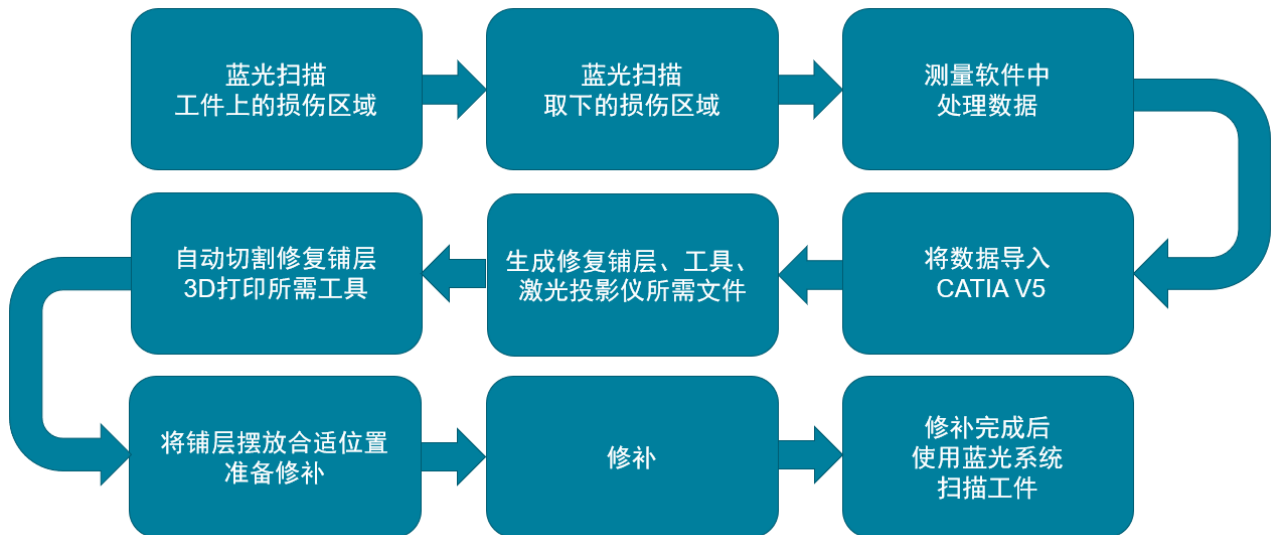 蓝光扫描
工件上的损伤区域
蓝光扫描
取下的损伤区域
测量软件中
处理数据
将数据导入
CATIA V5
生成修复铺层、工具、
激光投影仪所需文件
自动切割修复铺层
3D打印所需工具
将铺层摆放合适位置
准备修补
修补
修补完成后
使用蓝光系统
扫描工件